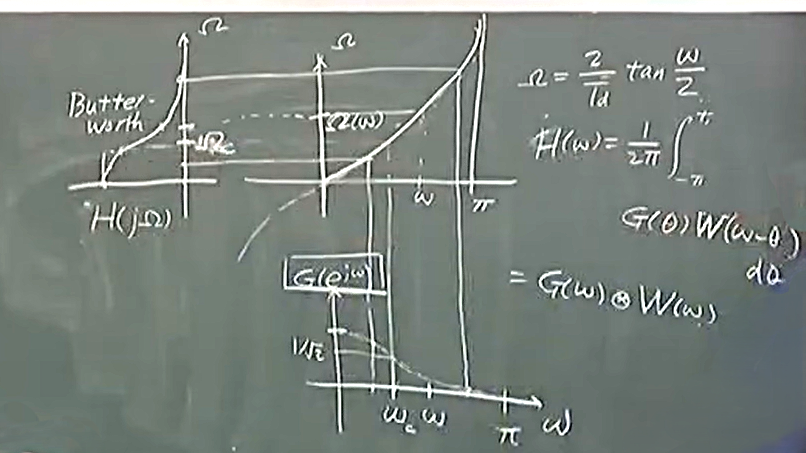 Ω
Butter-
worth
Ωc
H(jΩ)
Ω
Ω(ω)
ω
π
Ω = 2/Td tan ω/2
H(ω) = 1/2π ∫_{-π}^{π}
G(θ)W(ω-θ)
dθ
= G(ω)⊛W(ω)
G(e^{jω})
1/√2
ωc ω π ω